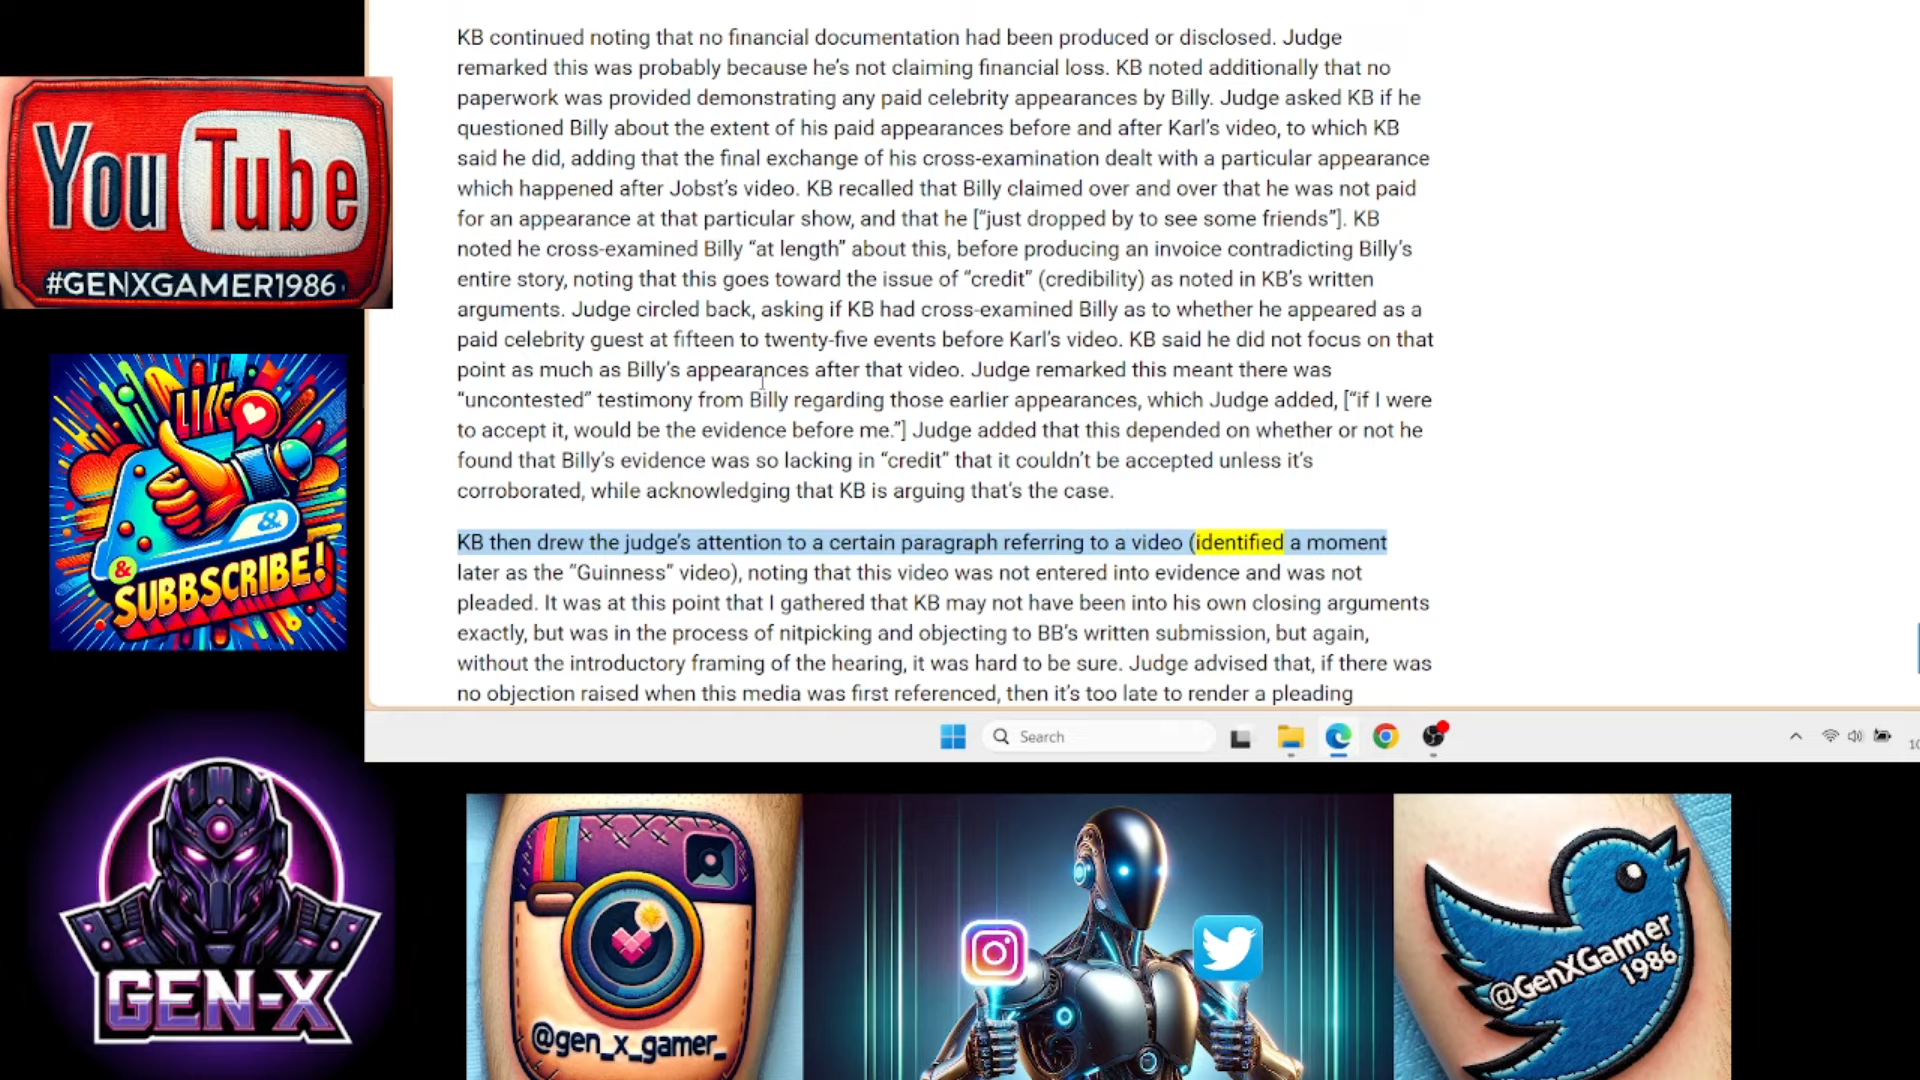 KB continued noting that no financial documentation had been produced or disclosed. Judge
remarked this was probably because he's not claiming financial loss. KB noted additionally that no
paperwork was provided demonstrating any paid celebrity appearances by Billy. Judge asked KB if he
questioned Billy about the extent of his paid appearances before and after Karl's video, to which KB
said he did, adding that the final exchange of his cross-examination dealt with a particular appearance
which happened after Jobst's video. KB recalled that Billy claimed over and over that he was not paid
for an appearance at that particular show, and that he [“just dropped by to see some friends”]. KB
noted he cross-examined Billy “at length” about this, before producing an invoice contradicting Billy's
entire story, noting that this goes toward the issue of “credit” (credibility) as noted in KB's written
arguments. Judge circled back, asking if KB had cross-examined Billy as to whether he appeared as a
paid celebrity guest at fifteen to twenty-five events before Karl's video. KB said he did not focus on that
point as much as Billy's appearances after that video. Judge remarked this meant there was
“uncontested” testimony from Billy regarding those earlier appearances, which Judge added, [“if I were
to accept it, would be the evidence before me.”] Judge added that this depended on whether or not he
found that Billy's evidence was so lacking in “credit” that it couldn't be accepted unless it's
corroborated, while acknowledging that KB is arguing that's the case.
KB then drew the judge's attention to a certain paragraph referring to a video (identified a moment
later as the “Guinness” video), noting that this video was not entered into evidence and was not
pleaded. It was at this point that I gathered that KB may not have been into his own closing arguments
exactly, but was in the process of nitpicking and objecting to BB's written submission, but again,
without the introductory framing of the hearing, it was hard to be sure. Judge advised that, if there was
no objection raised when this media was first referenced, then it's too late to render a pleading
Search
10
YouTube
#GENXGAMER1986
LIKE
&
& SUBBSCRIBE!
GEN-X
@gen_x_gamer_
@GenXGamer
1986